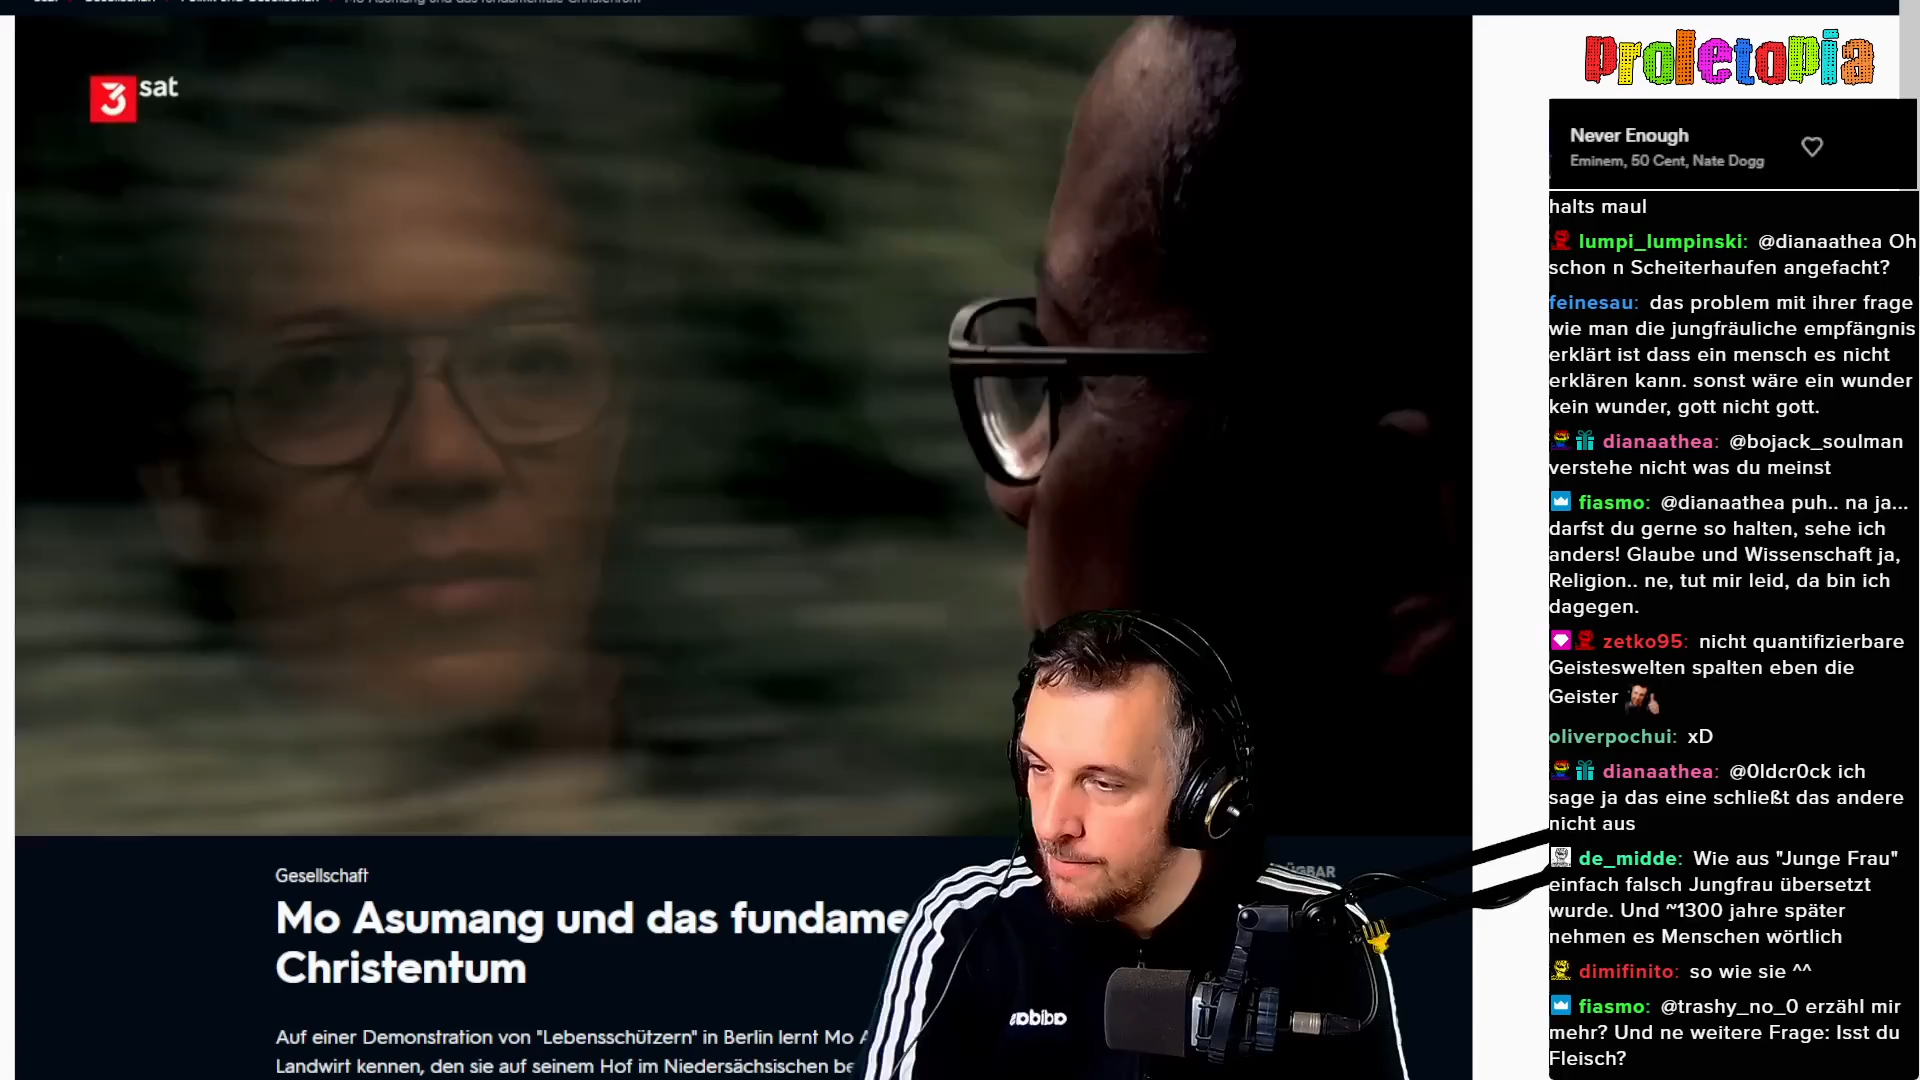 Mo Asumang und das fundamentale Christentum
3sat
Proletopia
Never Enough
Eminem, 50 Cent, Nate Dogg
halts maul
lumpi_lumpinski: @dianaathea Oh
schon n Scheiterhaufen angefacht?
feinesau: das problem mit ihrer frage
wie man die jungfräuliche empfängnis
erklärt ist dass ein mensch es nicht
erklären kann. sonst wäre ein wunder
kein wunder, gott nicht gott.
dianaathea: @bojack_soulman
verstehe nicht was du meinst
fiasmo: @dianaathea puh.. na ja...
darfst du gerne so halten, sehe ich
anders! Glaube und Wissenschaft ja,
Religion.. ne, tut mir leid, da bin ich
dagegen.
zetko95: nicht quantifizierbare
Geisteswelten spalten eben die
Geister
oliverpochui: xD
dianaathea: @0ldcr0ck ich
sage ja das eine schließt das andere
nicht aus
de_midde: Wie aus "Junge Frau"
einfach falsch Jungfrau übersetzt
wurde. Und ~1300 jahre später
nehmen es Menschen wörtlich
dimifinito: so wie sie ^^
fiasmo: @trashy_no_0 erzähl mir
mehr? Und ne weitere Frage: Isst du
Fleisch?
Gesellschaft
Mo Asumang und das fundame
Christentum
Auf einer Demonstration von "Lebensschützern" in Berlin lernt Mo A
Landwirt kennen, den sie auf seinem Hof im Niedersächsischen be
adidas